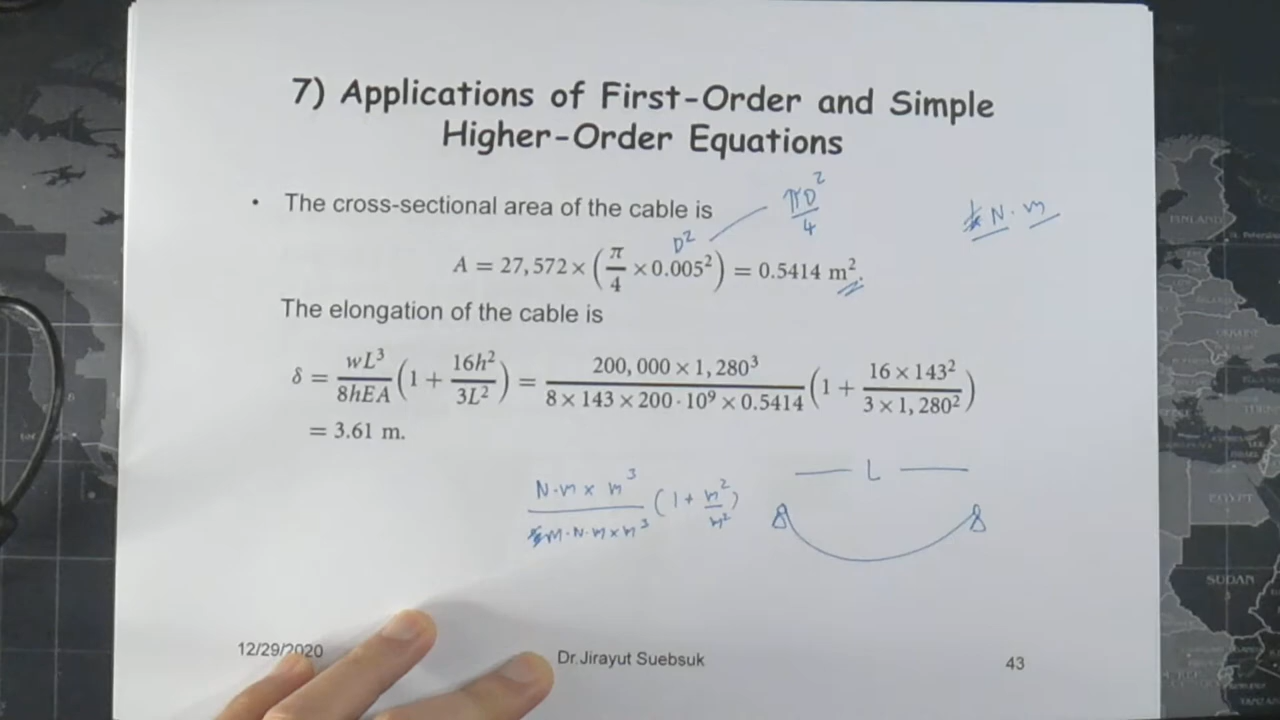 7) Applications of First-Order and Simple
Higher-Order Equations
• The cross-sectional area of the cable is
πD²/4
N·m
D²
A = 27,572 × (π/4 × 0.005²) = 0.5414 m².
The elongation of the cable is
δ = wL³/8hEA (1 + 16h²/3L²) = 200,000 × 1,280³/8 × 143 × 200·10⁹ × 0.5414 (1 + 16 × 143²/3 × 1,280²)
= 3.61 m.
L
N·m × m³/m·N·m × m³ (1 + m²/m²)
12/29/2020
Dr.Jirayut Suebsuk
43
FINLAND
EGYPT
SUDAN